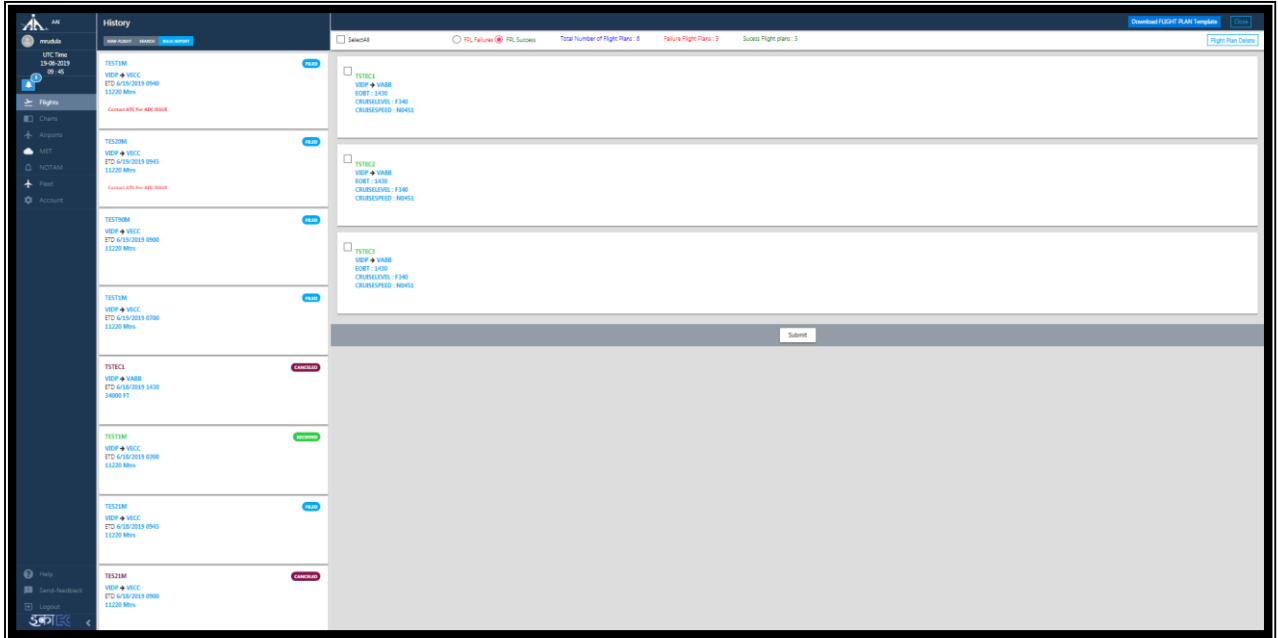 AAI
mrudula
UTC Time
19-06-2019
09 : 45
1
Flights
Charts
Airports
MET
NOTAM
Fleet
Account
Help
Send-feedback
Logout
History
NEW FLIGHT SEARCH BULK IMPORT
TEST1M FILED
VIDP → VECC
ETD 6/19/2019 0940
11220 Mtrs
Contact ATC For ADC ISSUE
TES20M FILED
VIDP → VECC
ETD 6/19/2019 0945
11220 Mtrs
Contact ATC For ADC ISSUE
TEST90M FILED
VIDP → VECC
ETD 6/19/2019 0900
11220 Mtrs
TEST1M FILED
VIDP → VECC
ETD 6/19/2019 0700
11220 Mtrs
TSTEC1 CANCELED
VIDP → VABB
ETD 6/18/2019 1430
34000 FT
TEST1M RECEIVED
VIDP → VECC
ETD 6/18/2019 0200
11220 Mtrs
TES21M FILED
VIDP → VECC
ETD 6/18/2019 0945
11220 Mtrs
TES21M CANCELED
VIDP → VECC
ETD 6/18/2019 0900
11220 Mtrs
Download FLIGHT PLAN Template Close
SelectAll FPL Failures FPL Success Total Number of Flight Plans : 6 Failure Flight Plans : 3 Sucess Flight plans : 3 Flight Plan Delete
TSTEC1
VIDP → VABB
EOBT : 1430
CRUISELEVEL : F340
CRUISESPEED : N0451
TSTEC2
VIDP → VABB
EOBT : 1430
CRUISELEVEL : F340
CRUISESPEED : N0451
TSTEC3
VIDP → VABB
EOBT : 1430
CRUISELEVEL : F340
CRUISESPEED : N0451
Submit